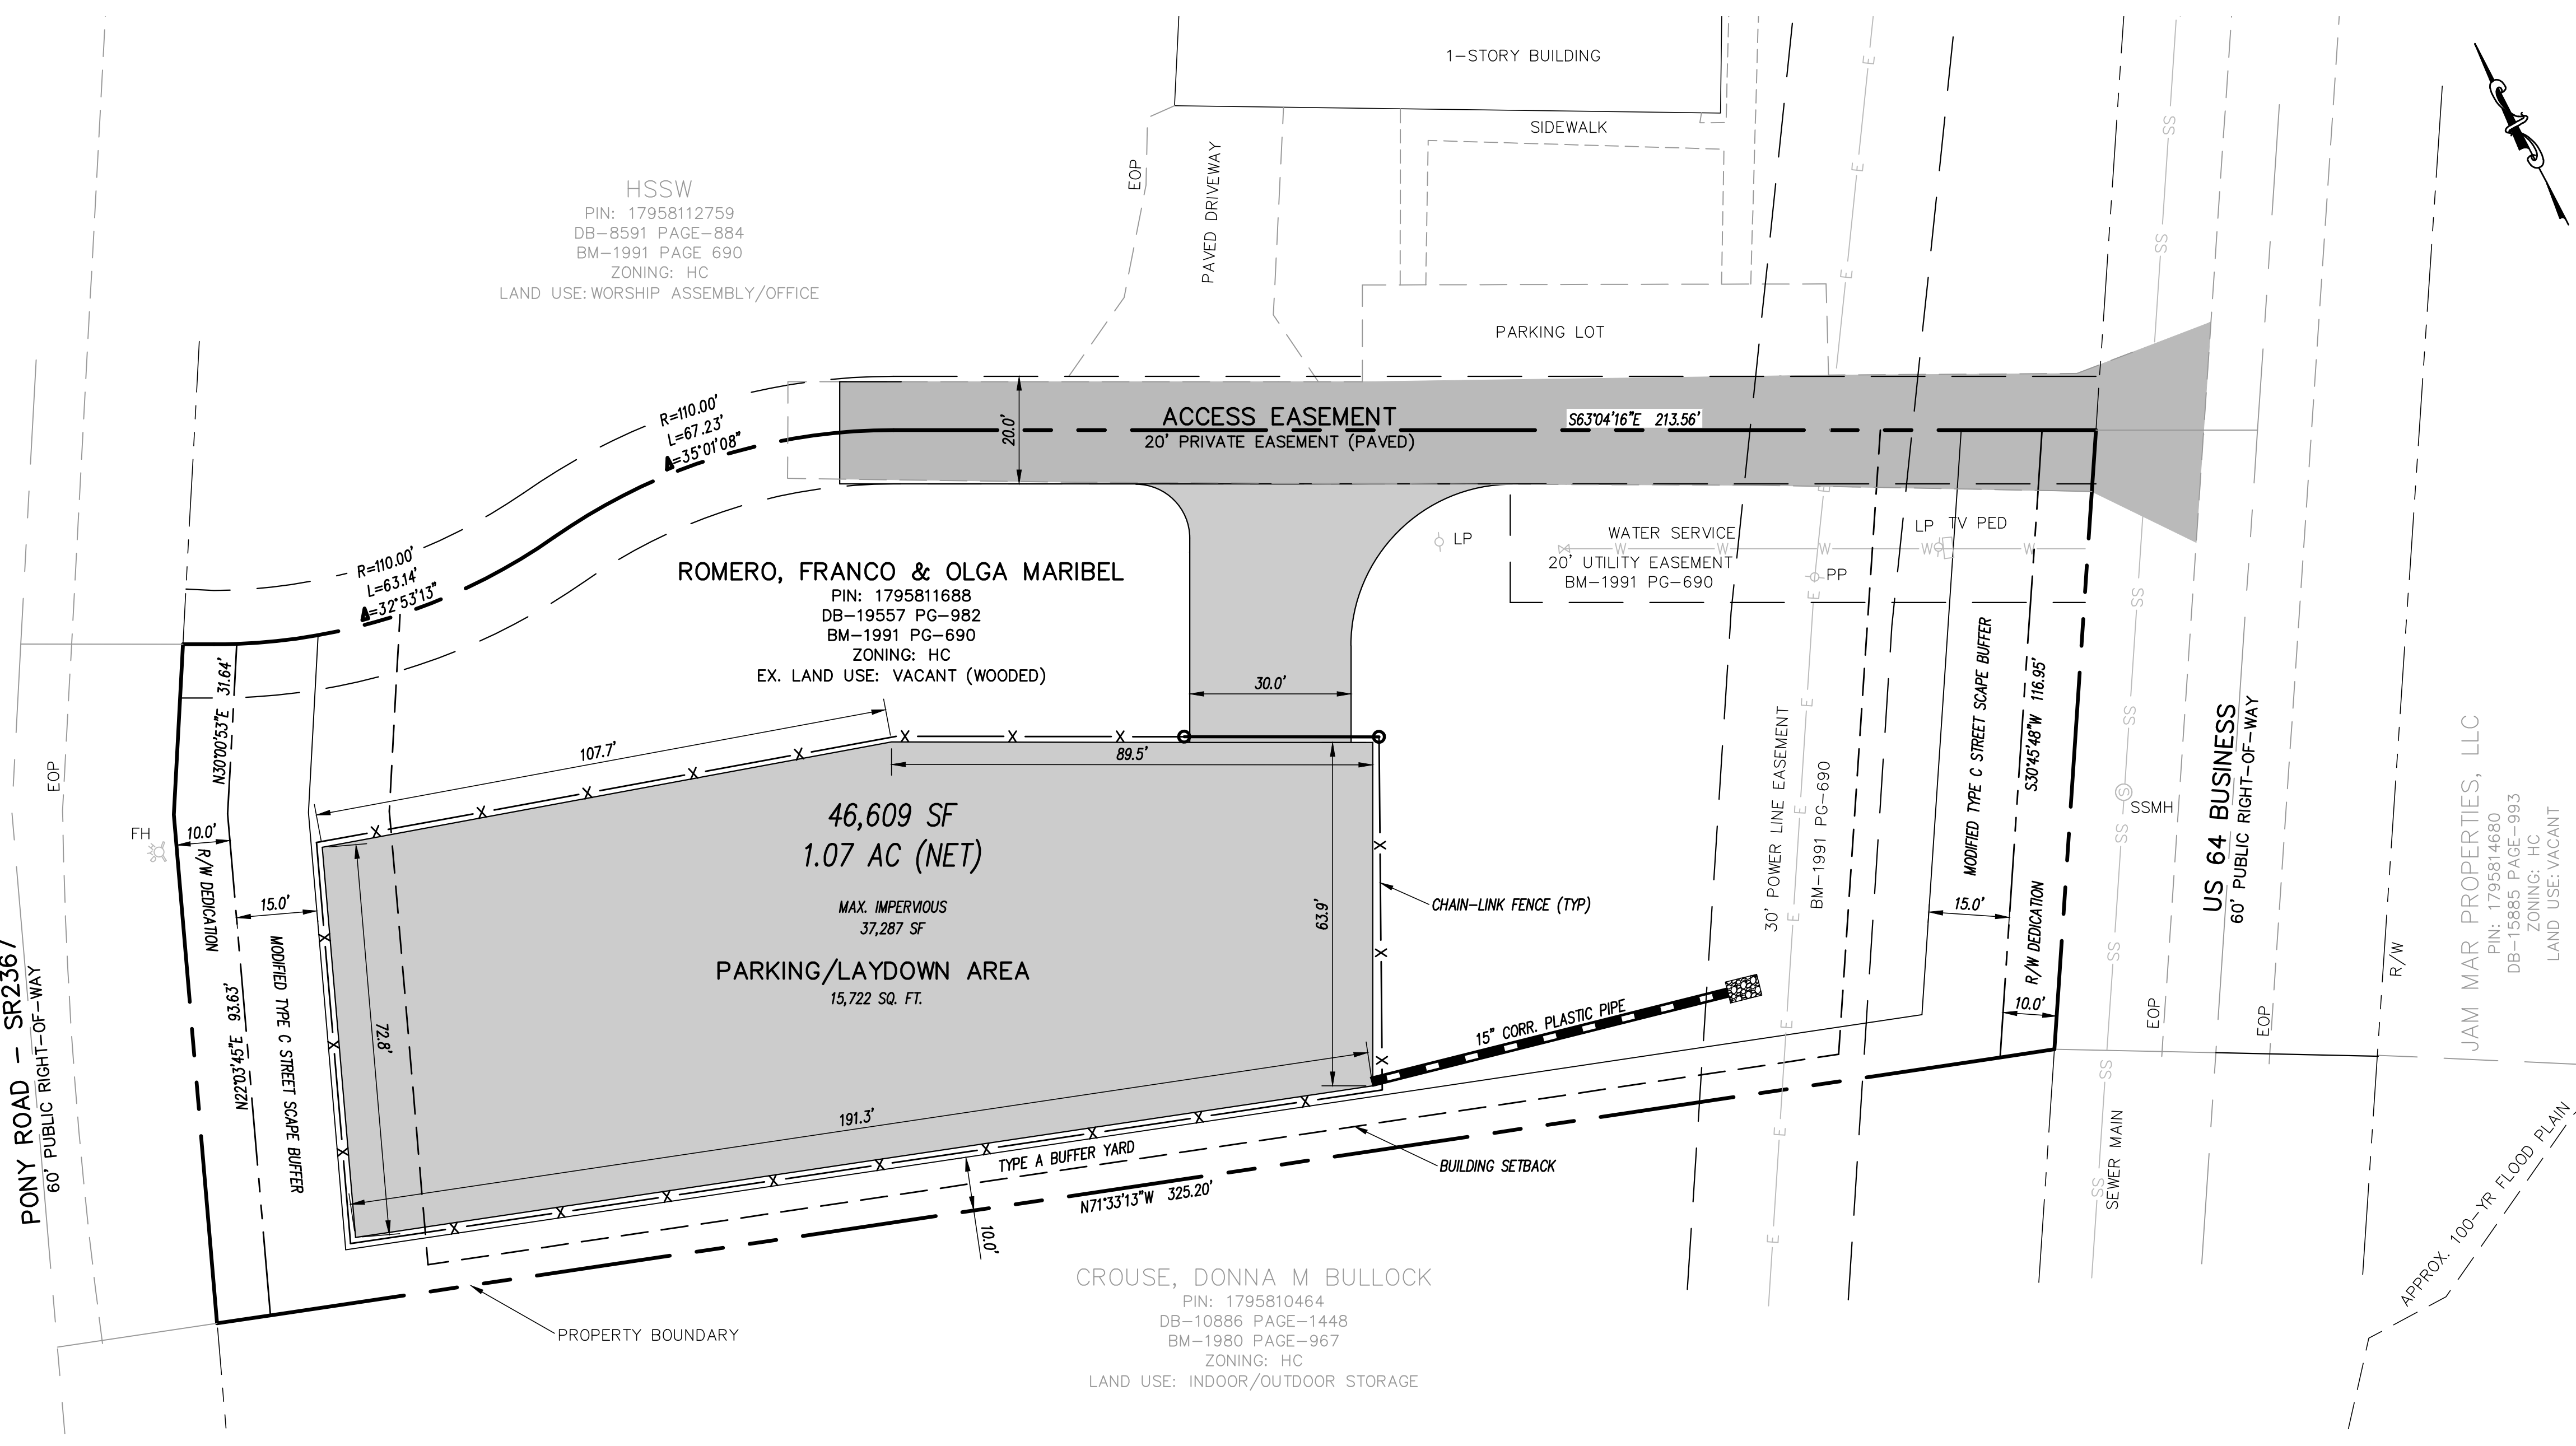 1-STORY BUILDING
SIDEWALK
EOP
PAVED DRIVEWAY
PARKING LOT
HSSW
PIN: 17958112759
DB-8591 PAGE-884
BM-1991 PAGE 690
ZONING: HC
LAND USE: WORSHIP ASSEMBLY/OFFICE
R=110.00'
L=67.23'
Δ=35°01'08"
20.0'
ACCESS EASEMENT
20' PRIVATE EASEMENT (PAVED)
S63°04'16"E 213.56'
R=110.00'
L=63.14'
Δ=32°53'13"
ROMERO, FRANCO & OLGA MARIBEL
PIN: 1795811688
DB-19557 PG-982
BM-1991 PG-690
ZONING: HC
EX. LAND USE: VACANT (WOODED)
LP
WATER SERVICE
20' UTILITY EASEMENT
BM-1991 PG-690
LP
TV PED
PP
W W W W W
E E E E E E E E E E E E
SS SS SS SS SS SS SS SS SS
30.0'
N30°00'53"E 31.64'
107.7'
89.5'
46,609 SF
1.07 AC (NET)
MAX. IMPERVIOUS
37,287 SF
PARKING/LAYDOWN AREA
15,722 SQ. FT.
63.9'
72.8'
191.3'
FH
10.0'
R/W DEDICATION
15.0'
MODIFIED TYPE C STREET SCAPE BUFFER
N22°03'45"E 93.63'
EOP
PONY ROAD - SR2367
60' PUBLIC RIGHT-OF-WAY
CHAIN-LINK FENCE (TYP)
15" CORR. PLASTIC PIPE
TYPE A BUFFER YARD
10.0'
BUILDING SETBACK
N71°33'13"W 325.20'
PROPERTY BOUNDARY
30' POWER LINE EASEMENT
BM-1991 PG-690
MODIFIED TYPE C STREET SCAPE BUFFER
15.0'
S30°45'48"W 116.95'
R/W DEDICATION
10.0'
S
SSMH
US 64 BUSINESS
60' PUBLIC RIGHT-OF-WAY
EOP
EOP
R/W
SEWER MAIN
JAM MAR PROPERTIES, LLC
PIN: 1795814680
DB-15885 PAGE-993
ZONING: HC
LAND USE: VACANT
APPROX. 100-YR FLOOD PLAIN
CROUSE, DONNA M BULLOCK
PIN: 1795810464
DB-10886 PAGE-1448
BM-1980 PAGE-967
ZONING: HC
LAND USE: INDOOR/OUTDOOR STORAGE